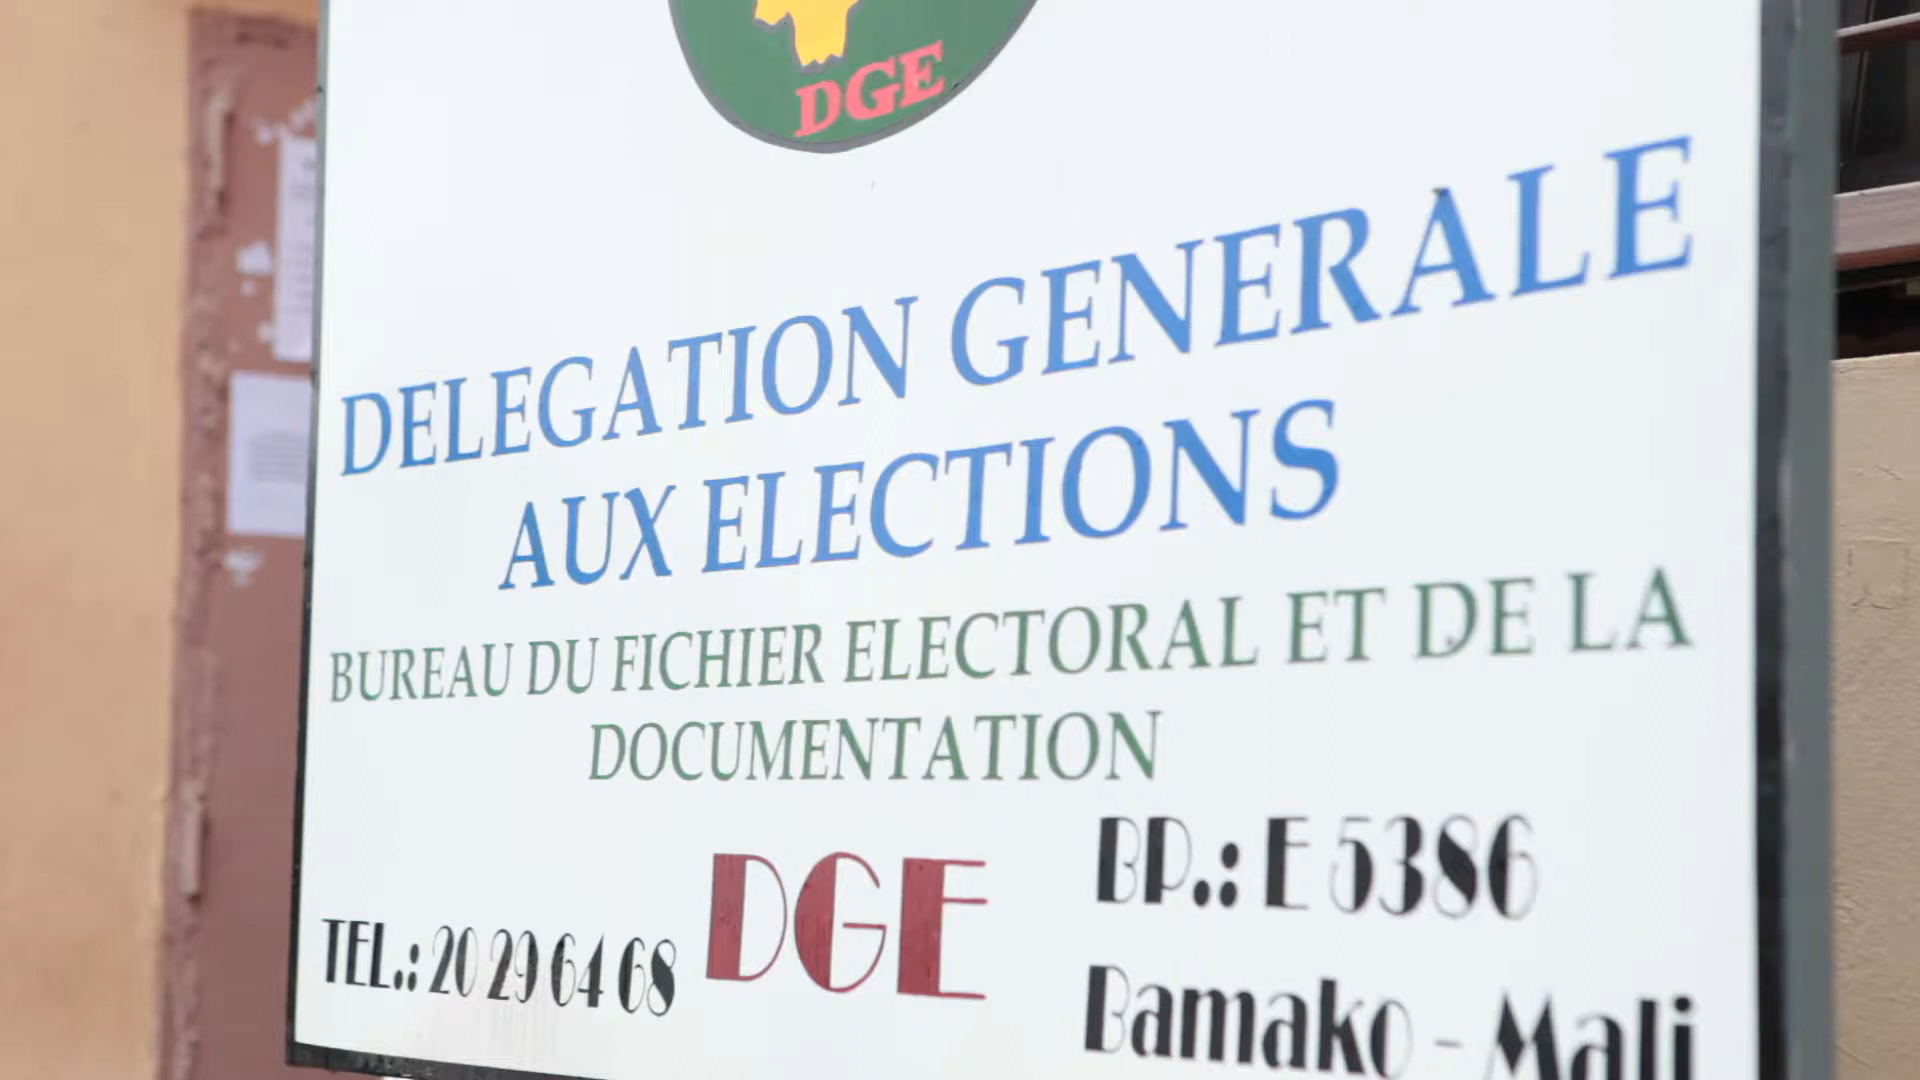 DGE
DELEGATION GENERALE
AUX ELECTIONS
BUREAU DU FICHIER ELECTORAL ET DE LA
DOCUMENTATION
TEL.: 20 29 64 68
DGE
BP.: E 5386
Bamako - Mali